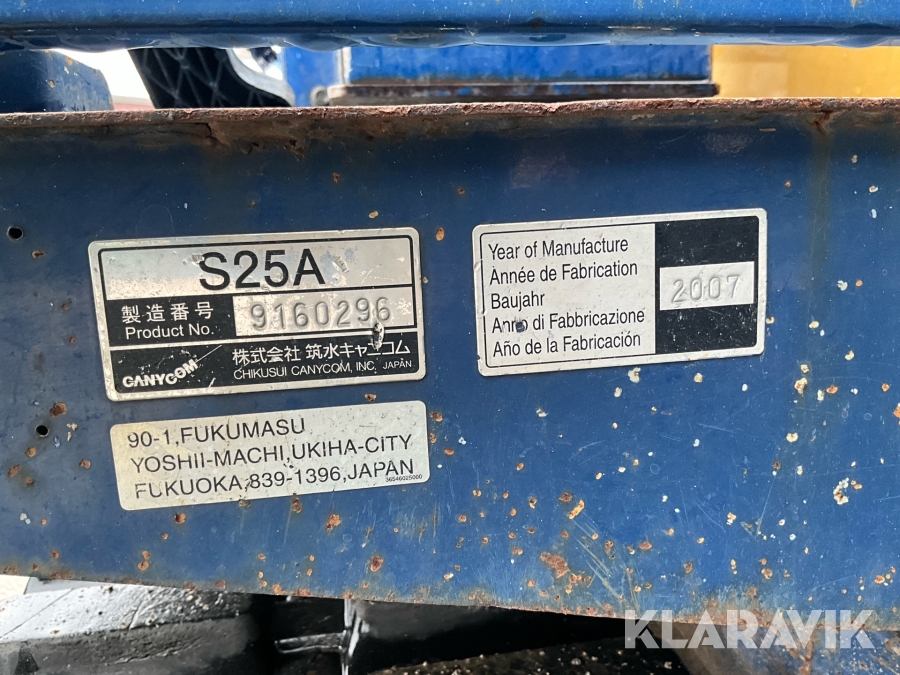 S25A
製造番号
Product No.
9160296
CANYCOM
株式会社 筑水キャニコム
CHIKUSUI CANYCOM, INC. JAPAN
90-1,FUKUMASU
YOSHII-MACHI,UKIHA-CITY
FUKUOKA,839-1396,JAPAN
36546025000
Year of Manufacture
Année de Fabrication
Baujahr
Anno di Fabbricazione
Año de la Fabricación
2007
KLARAVIK